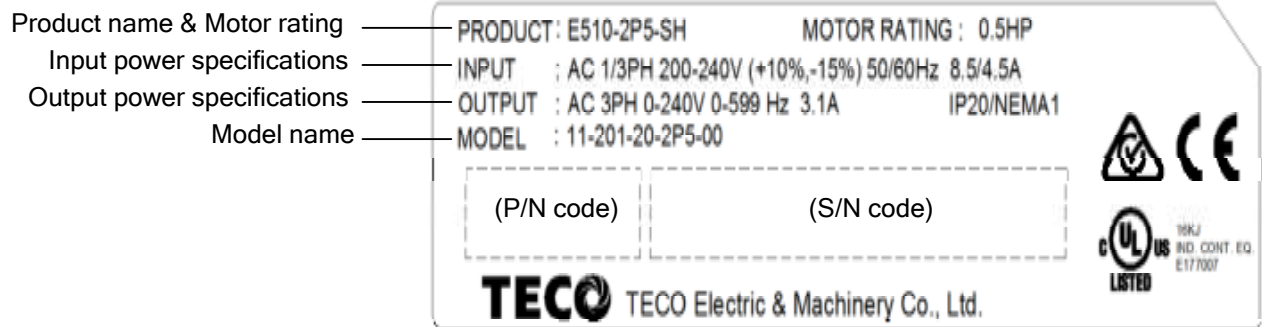 Product name & Motor rating
Input power specifications
Output power specifications
Model name
PRODUCT : E510-2P5-SH MOTOR RATING : 0.5HP
INPUT : AC 1/3PH 200-240V (+10%,-15%) 50/60Hz 8.5/4.5A
OUTPUT : AC 3PH 0-240V 0-599 Hz 3.1A IP20/NEMA1
MODEL : 11-201-20-2P5-00
(P/N code) (S/N code)
CE
C UL US
LISTED
16KJ
IND. CONT. EQ.
E177007
TECO TECO Electric & Machinery Co., Ltd.